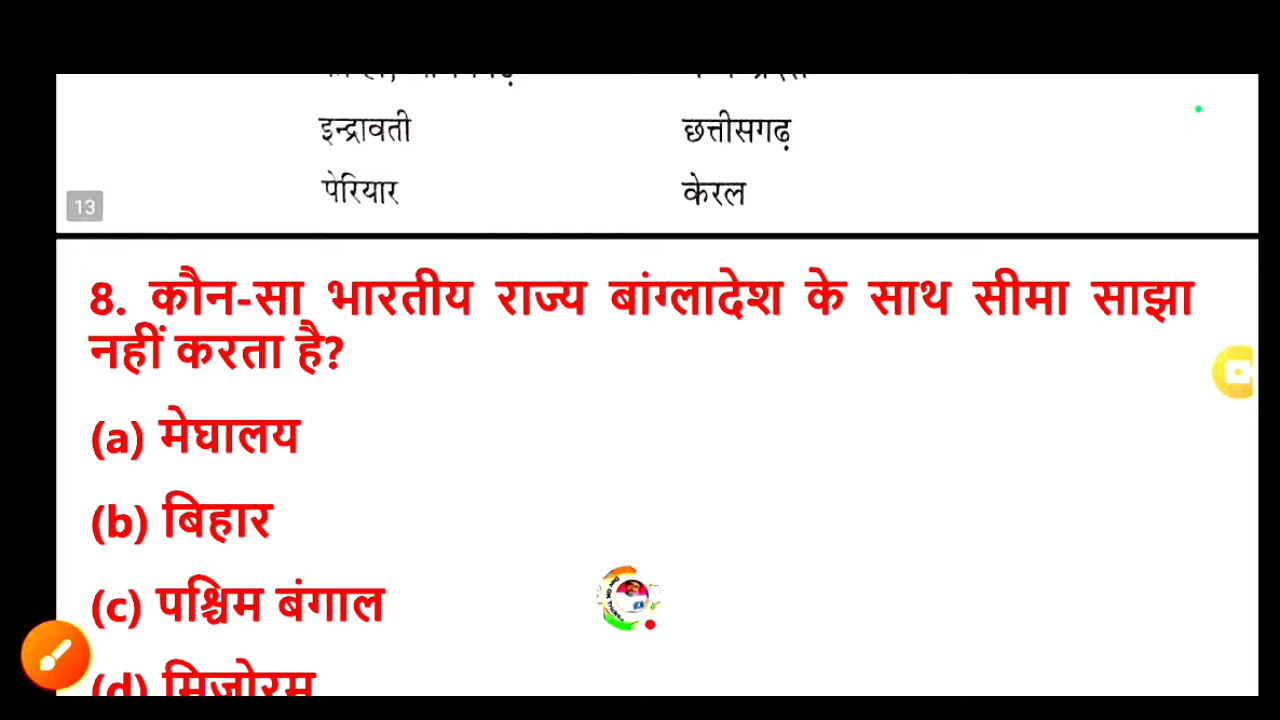 इन्द्रावती छत्तीसगढ़
पेरियार केरल
13
8. कौन-सा भारतीय राज्य बांग्लादेश के साथ सीमा साझा
नहीं करता है?
(a) मेघालय
(b) बिहार
(c) पश्चिम बंगाल
(d) मिजोरम